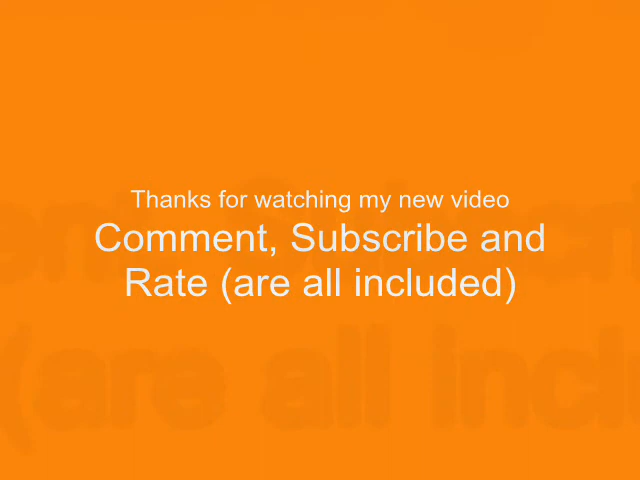 Thanks for watching my new video
Comment, Subscribe and
Rate (are all included)